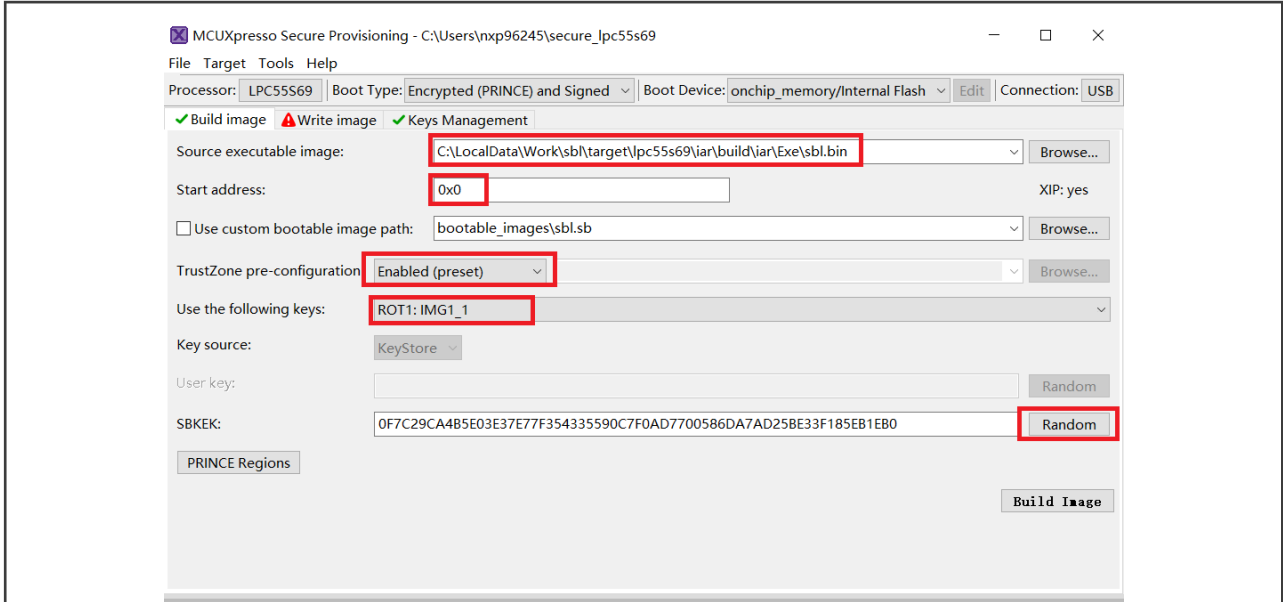 MCUXpresso Secure Provisioning - C:\Users\nxp96245\secure_lpc55s69
File Target Tools Help
Processor: LPC55S69 Boot Type: Encrypted (PRINCE) and Signed Boot Device: onchip_memory/Internal Flash Edit Connection: USB
Build image Write image Keys Management
Source executable image: C:\LocalData\Work\sbl\target\lpc55s69\iar\build\iar\Exe\sbl.bin Browse...
Start address: 0x0 XIP: yes
Use custom bootable image path: bootable_images\sbl.sb Browse...
TrustZone pre-configuration Enabled (preset) Browse...
Use the following keys: ROT1: IMG1_1
Key source: KeyStore
User key: Random
SBKEK: 0F7C29CA4B5E03E37E77F354335590C7F0AD7700586DA7AD25BE33F185EB1EB0 Random
PRINCE Regions
Build Image